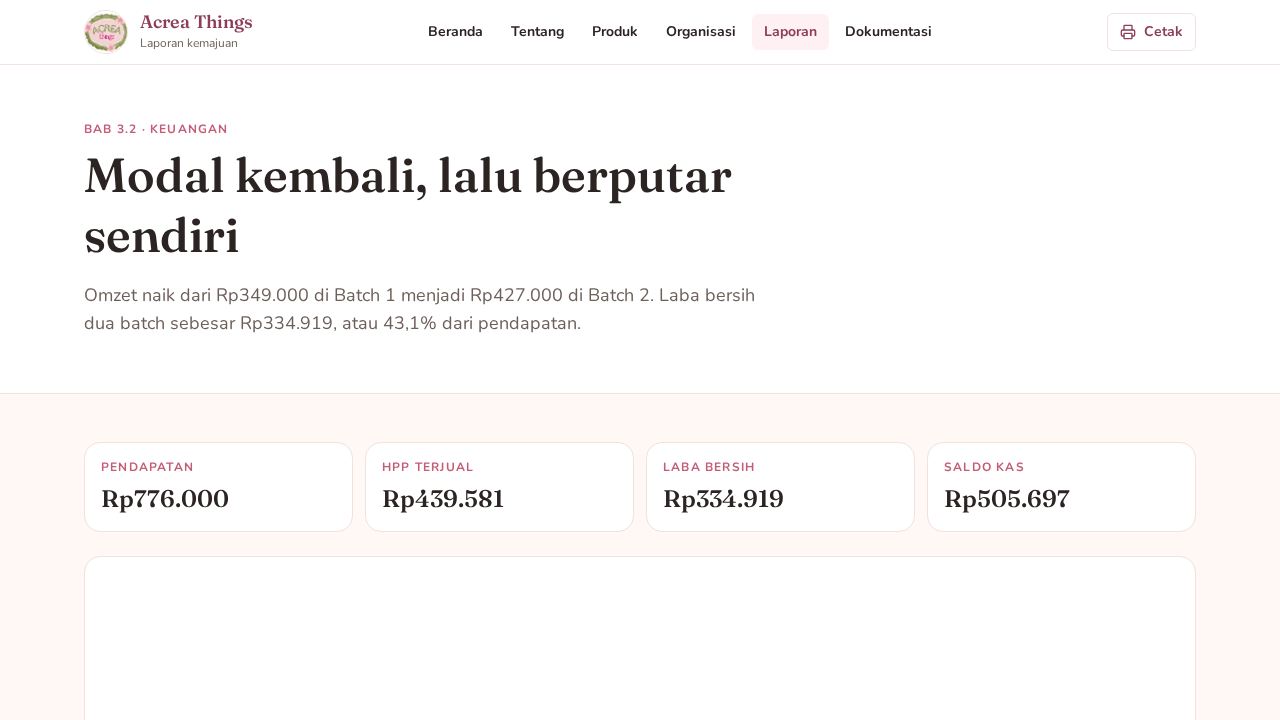 ACREA
things
Acrea Things
Laporan kemajuan
Beranda
Tentang
Produk
Organisasi
Laporan
Dokumentasi
Cetak
BAB 3.2 · KEUANGAN
Modal kembali, lalu berputar
sendiri
Omzet naik dari Rp349.000 di Batch 1 menjadi Rp427.000 di Batch 2. Laba bersih
dua batch sebesar Rp334.919, atau 43,1% dari pendapatan.
PENDAPATAN
Rp776.000
HPP TERJUAL
Rp439.581
LABA BERSIH
Rp334.919
SALDO KAS
Rp505.697